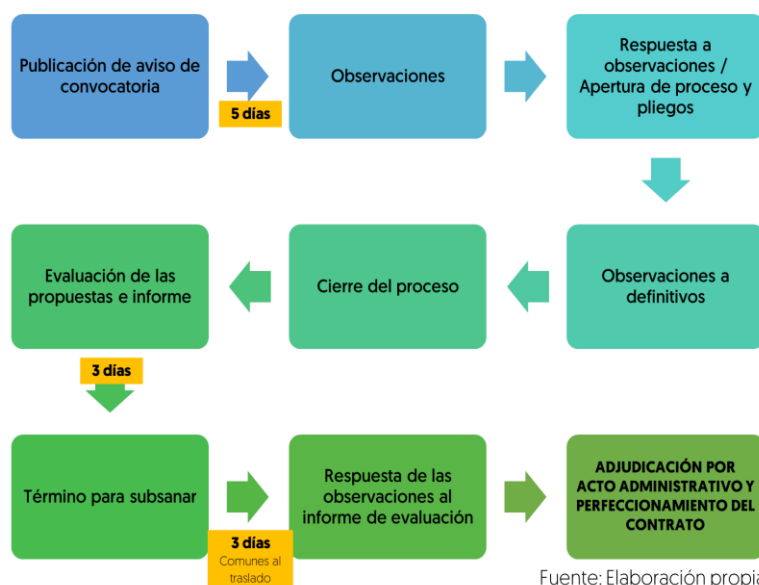 Publicación de aviso de
convocatoria
5 días
Observaciones
Respuesta a
observaciones /
Apertura de proceso y
pliegos
Observaciones a
definitivos
Cierre del proceso
Evaluación de las
propuestas e informe
3 días
Término para subsanar
3 días
Comunes al
traslado
Respuesta de las
observaciones al
informe de evaluación
ADJUDICACIÓN POR
ACTO ADMINISTRATIVO Y
PERFECCIONAMIENTO DEL
CONTRATO
Fuente: Elaboración propia